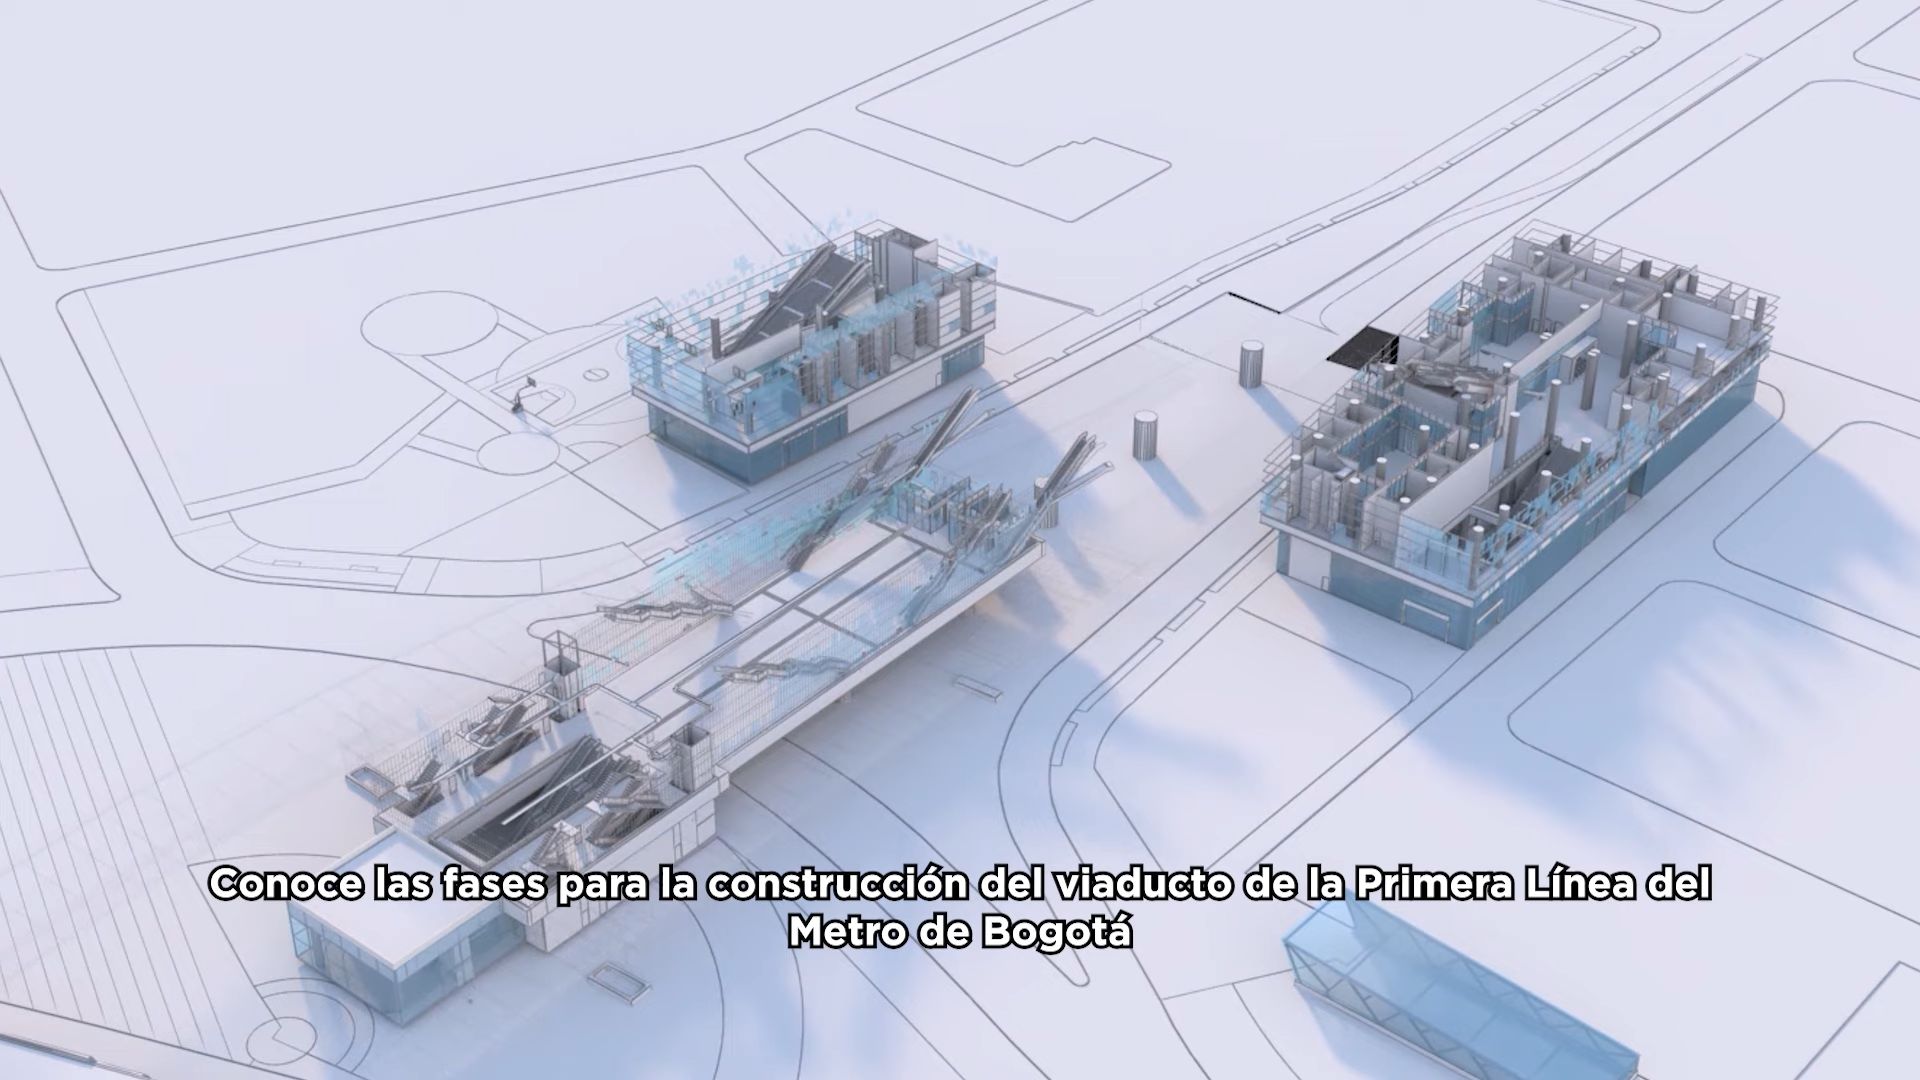 Conoce las fases para la construcción del viaducto de la Primera Línea del
Metro de Bogotá